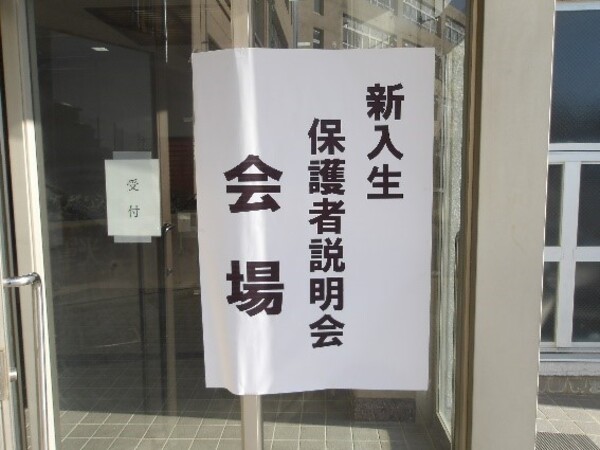 新入生
保護者説明会
会場
受付